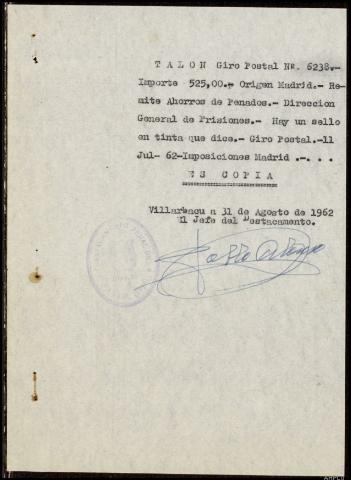 T A L O N Giro Postal Nº. 6238.-
Importe 525,00.- Origen Madrid.- Re-
mite Ahorros de Penados.- Direccion
General de Prisiones.- Hay un sello
en tinta que dice.- Giro Postal.-11
Jul- 62-Imposiciones Madrid .-. . .
ES COPIA
Villarbacu a 31 de Agosto de 1962
El Jefe del Destacamento.